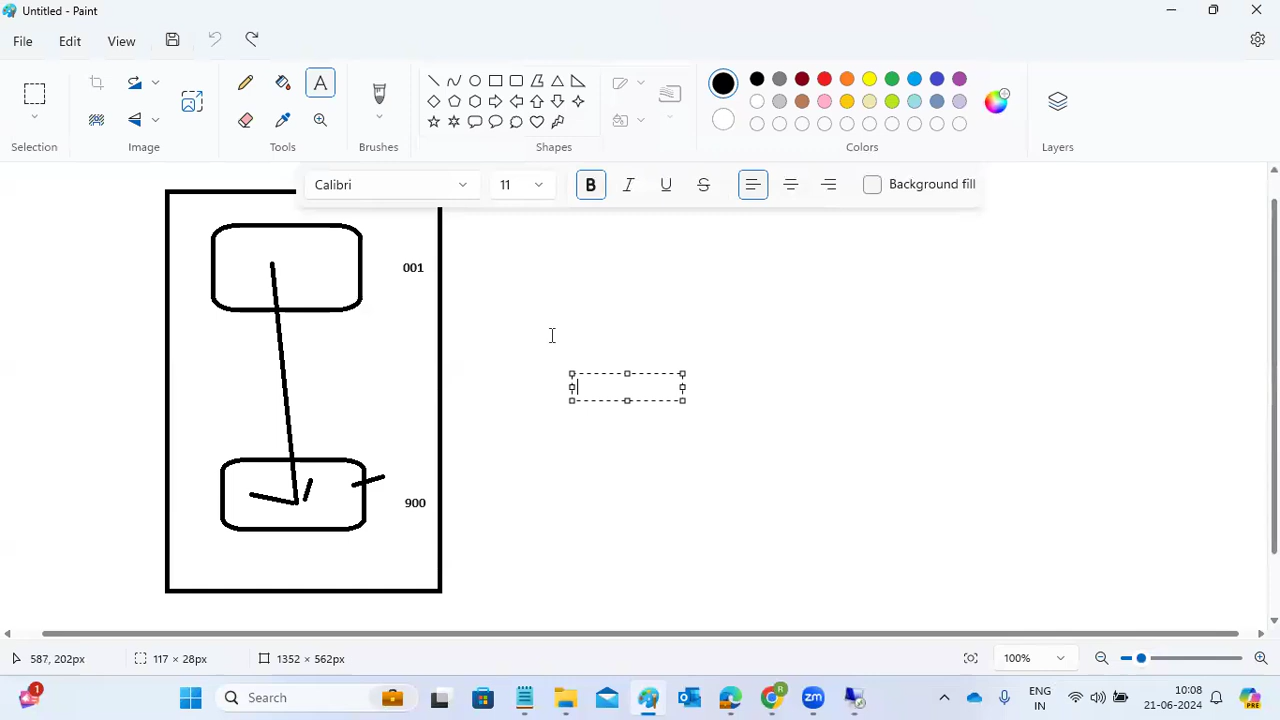 Untitled - Paint
File Edit View
Selection Image Tools Brushes Shapes Colors Layers
Calibri 11 B I U S Background fill
001
900
587, 202px 117 × 28px 1352 × 562px 100%
1 Search ENG 10:08
IN 21-06-2024